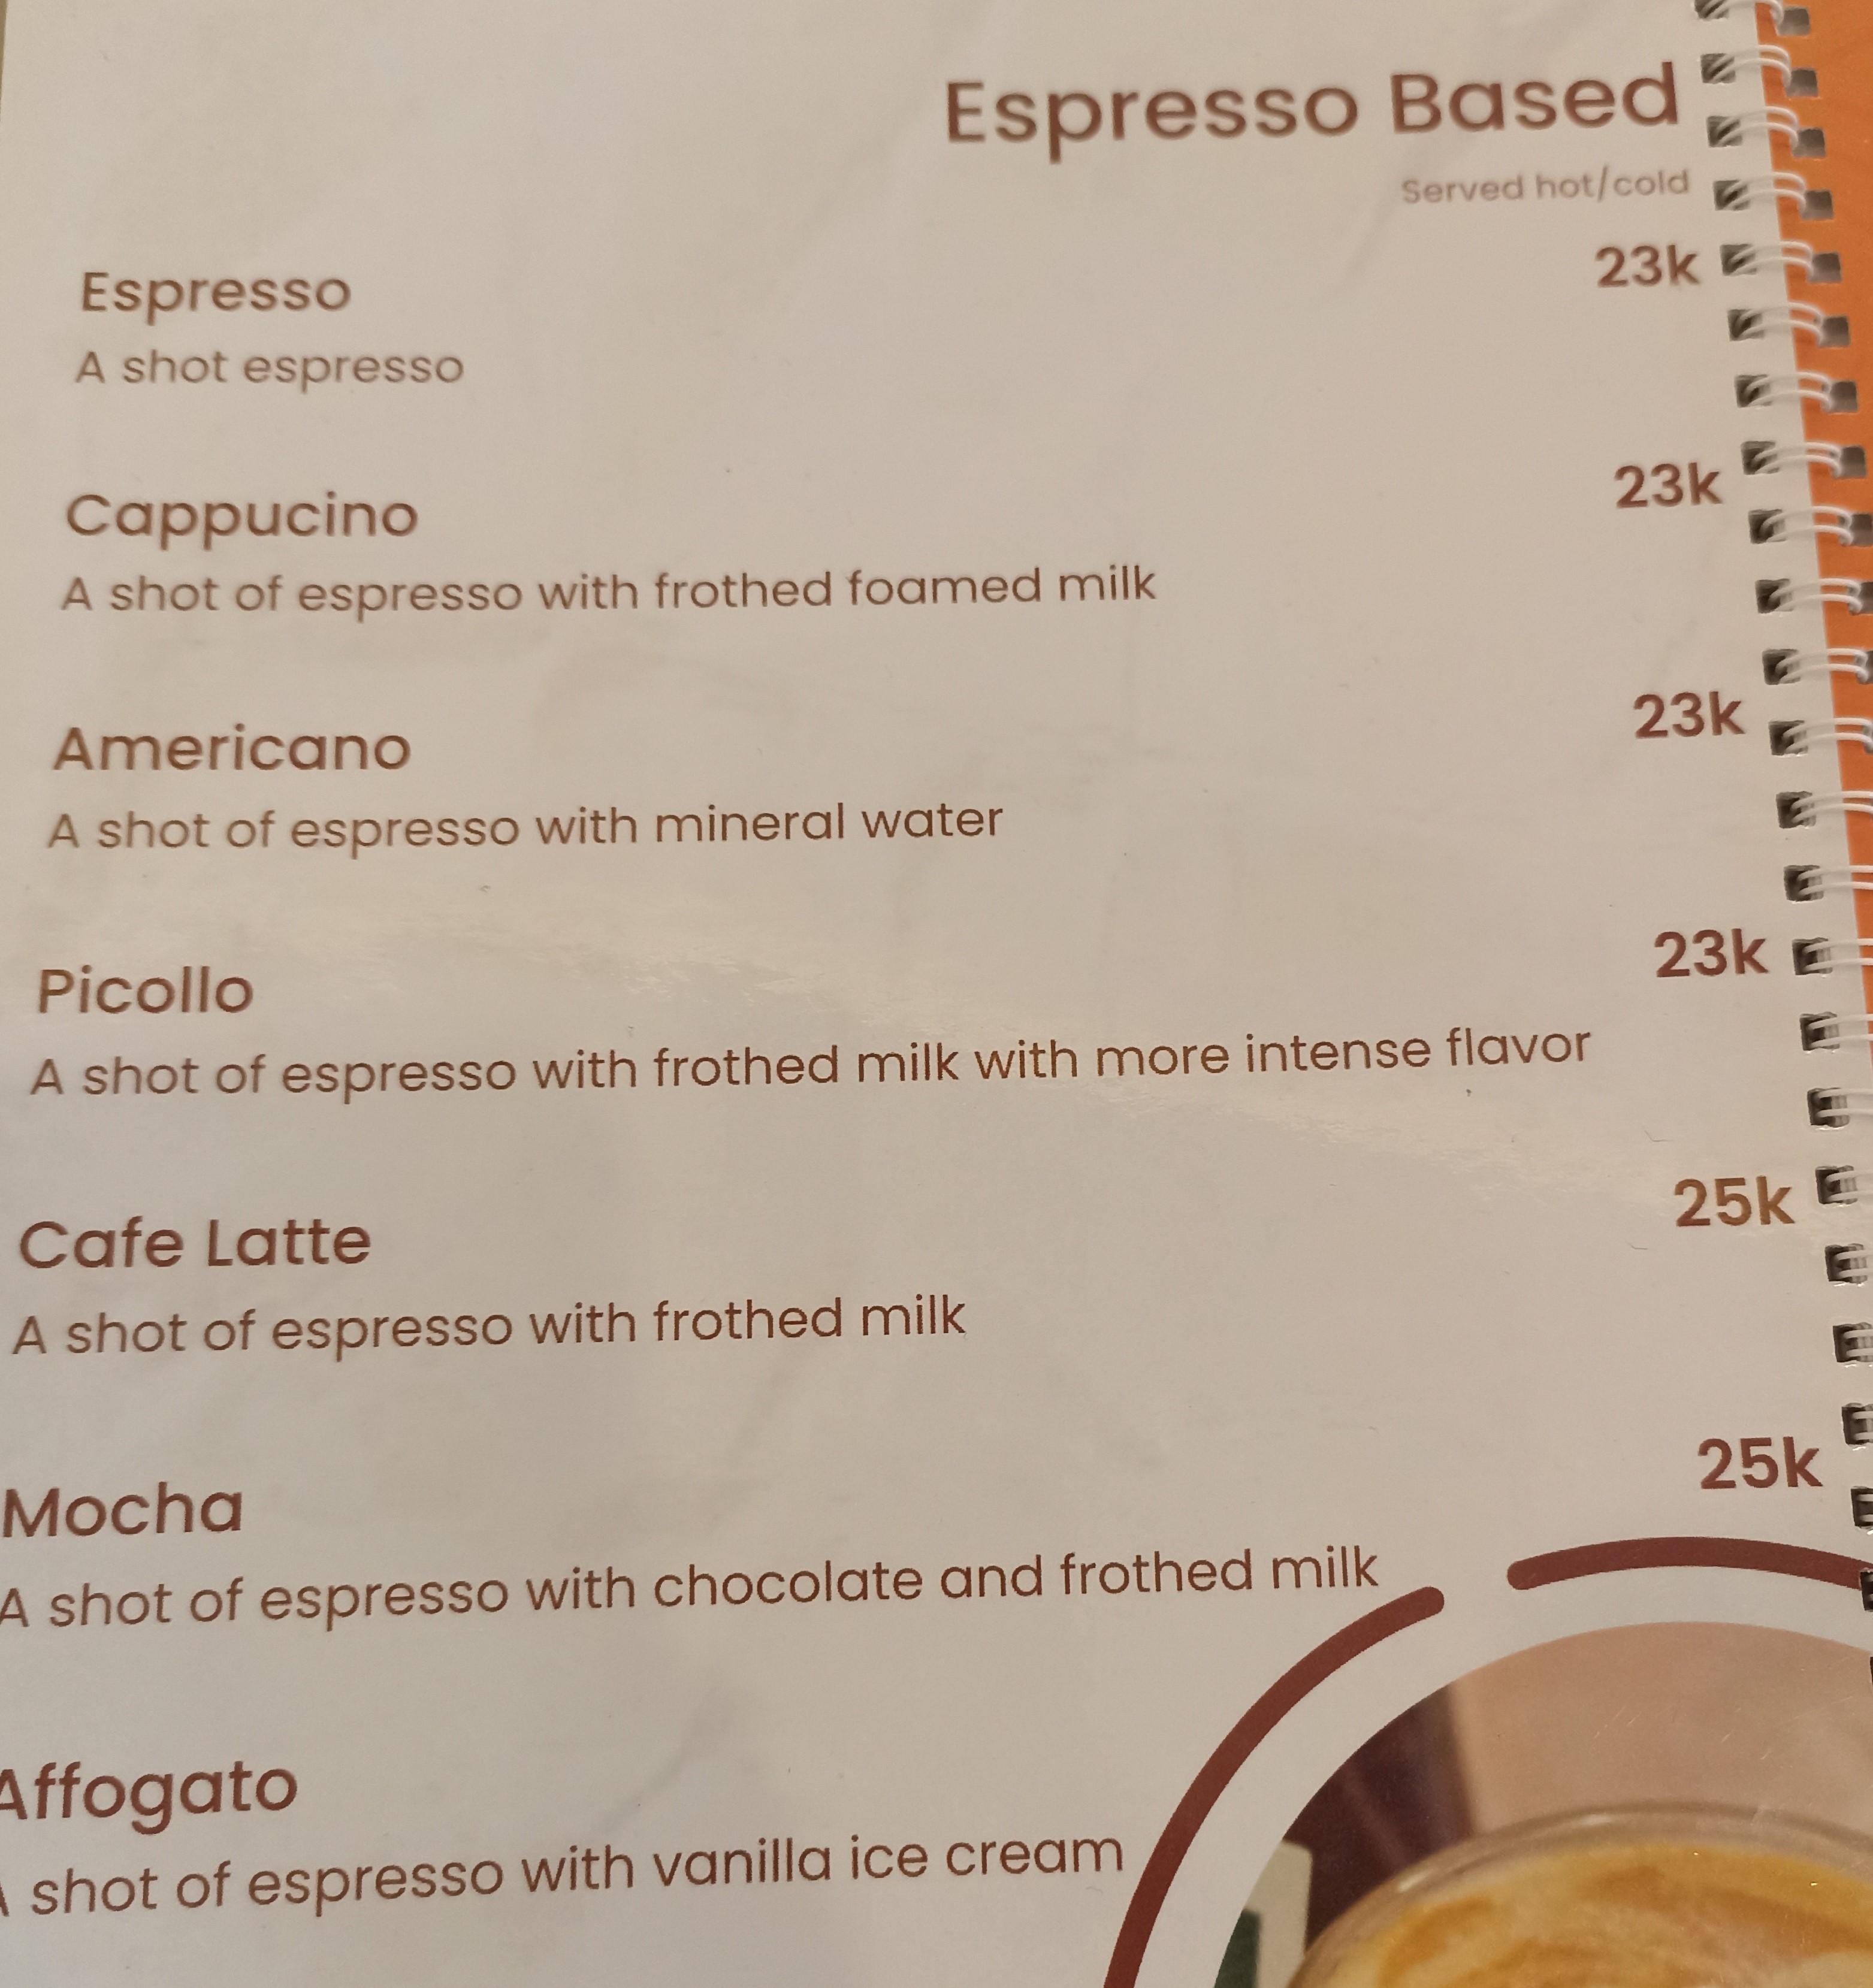 Espresso Based
Served hot/cold
Espresso 23k
A shot espresso
Cappucino 23k
A shot of espresso with frothed foamed milk
Americano 23k
A shot of espresso with mineral water
Picollo 23k
A shot of espresso with frothed milk with more intense flavor
Cafe Latte 25k
A shot of espresso with frothed milk
Mocha 25k
A shot of espresso with chocolate and frothed milk
Affogato
A shot of espresso with vanilla ice cream